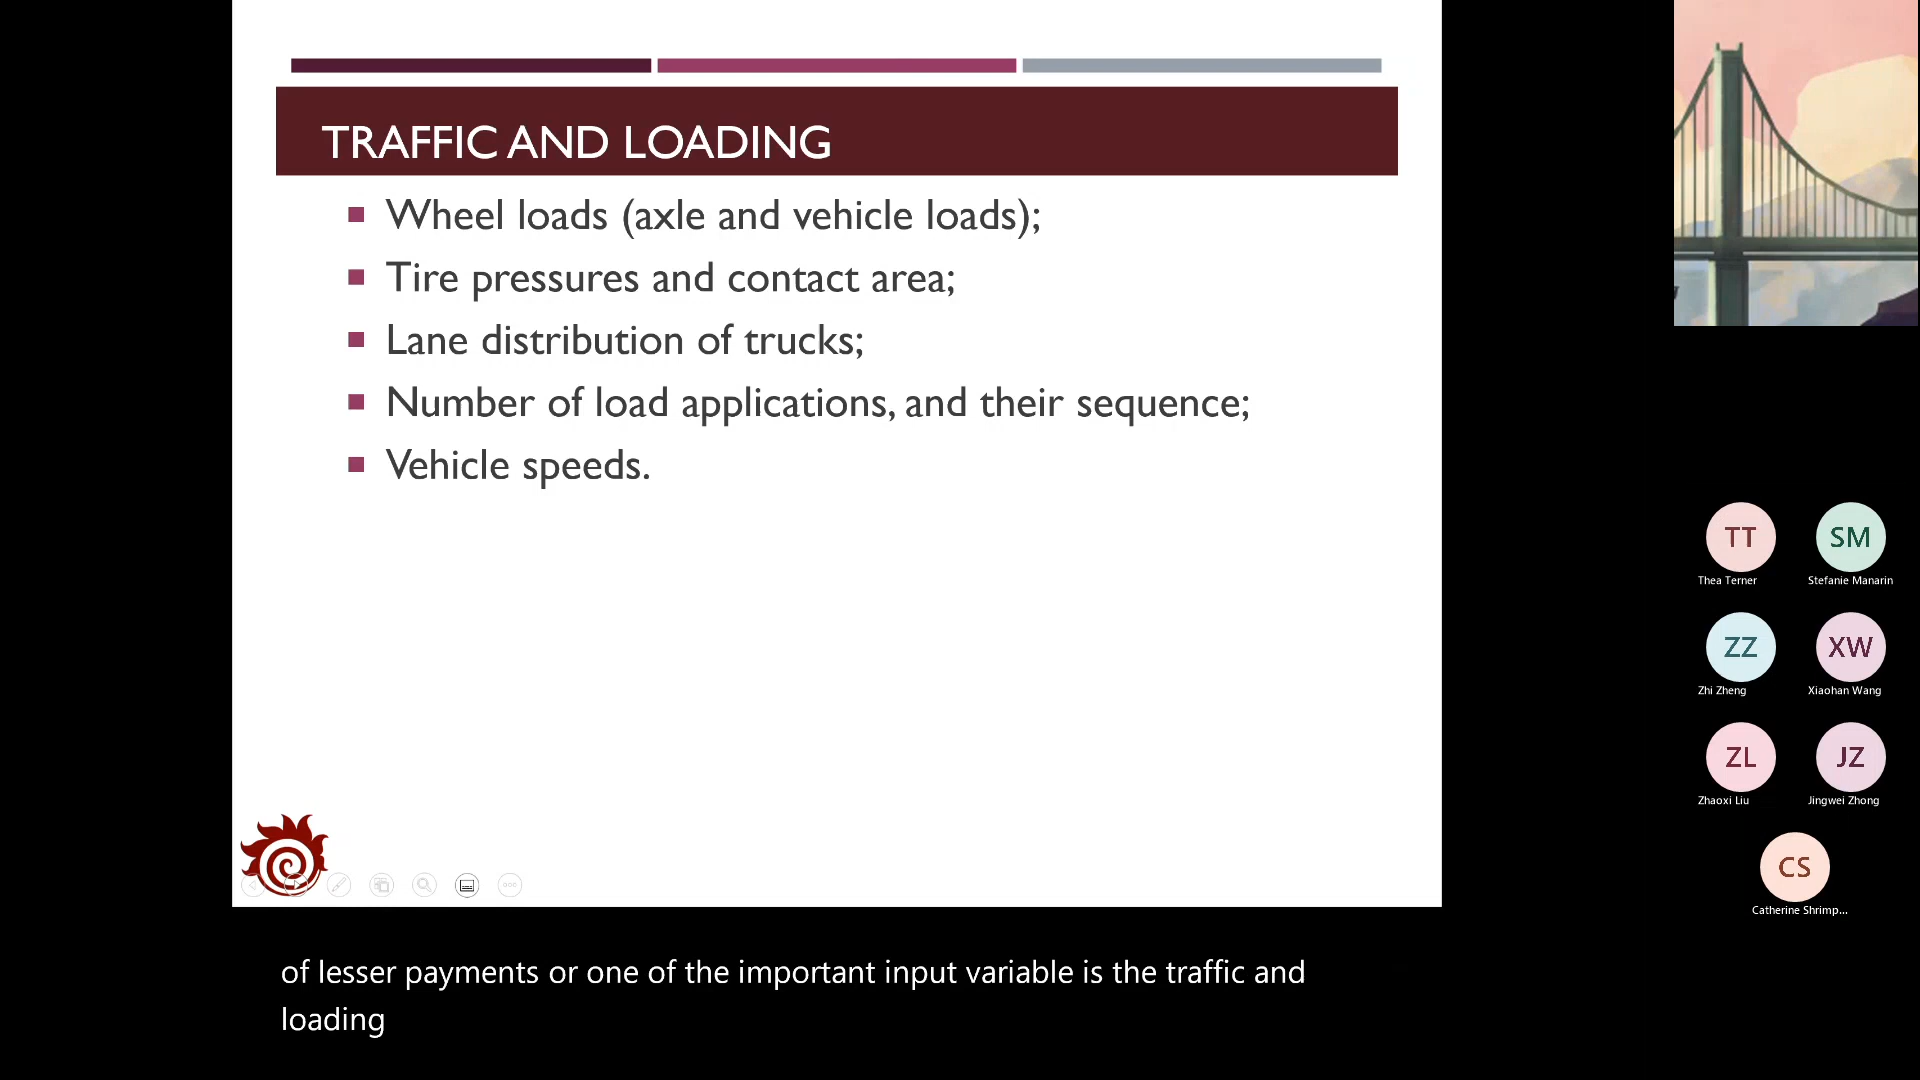 TRAFFIC AND LOADING
Wheel loads (axle and vehicle loads);
Tire pressures and contact area;
Lane distribution of trucks;
Number of load applications, and their sequence;
Vehicle speeds.
of lesser payments or one of the important input variable is the traffic and
loading
TT
Thea Terner
SM
Stefanie Manarin
ZZ
Zhi Zheng
XW
Xiaohan Wang
ZL
Zhaoxi Liu
JZ
Jingwei Zhong
CS
Catherine Shrimp...